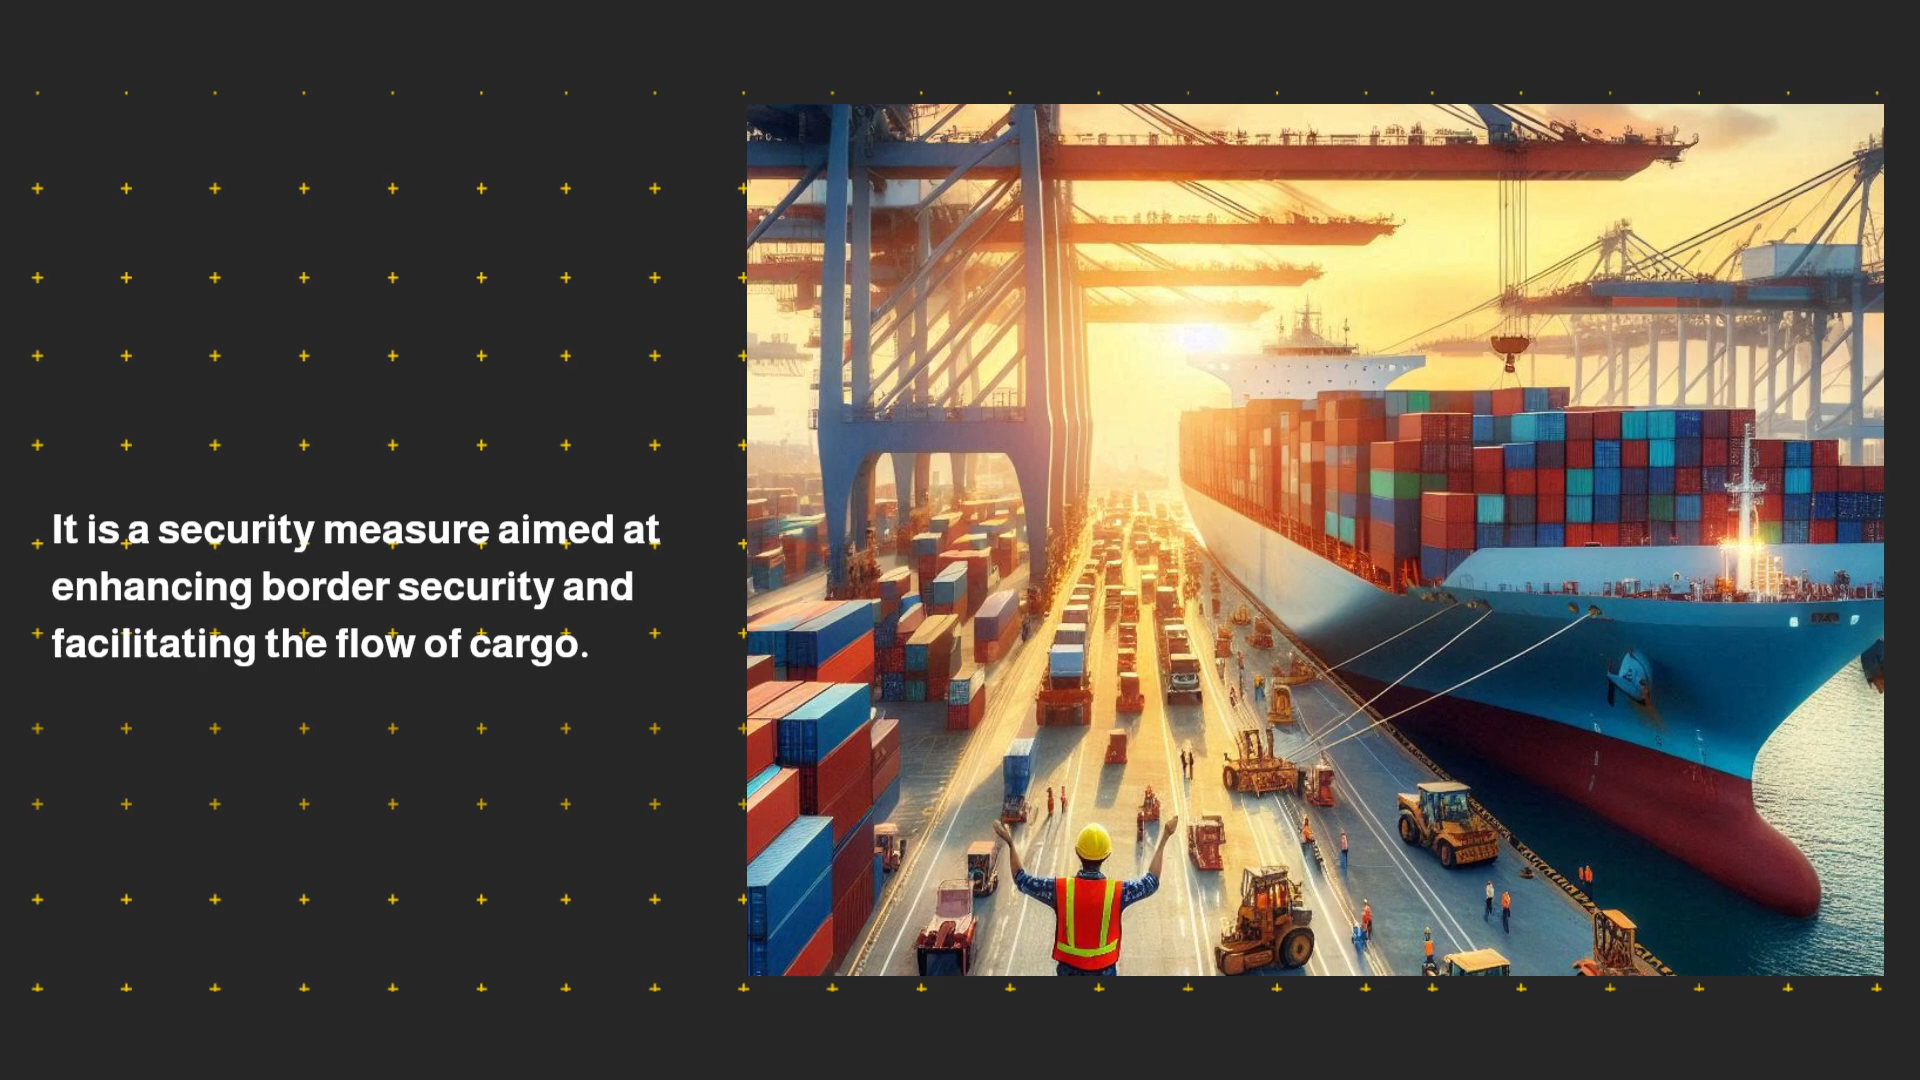 It is a security measure aimed at
enhancing border security and
facilitating the flow of cargo.